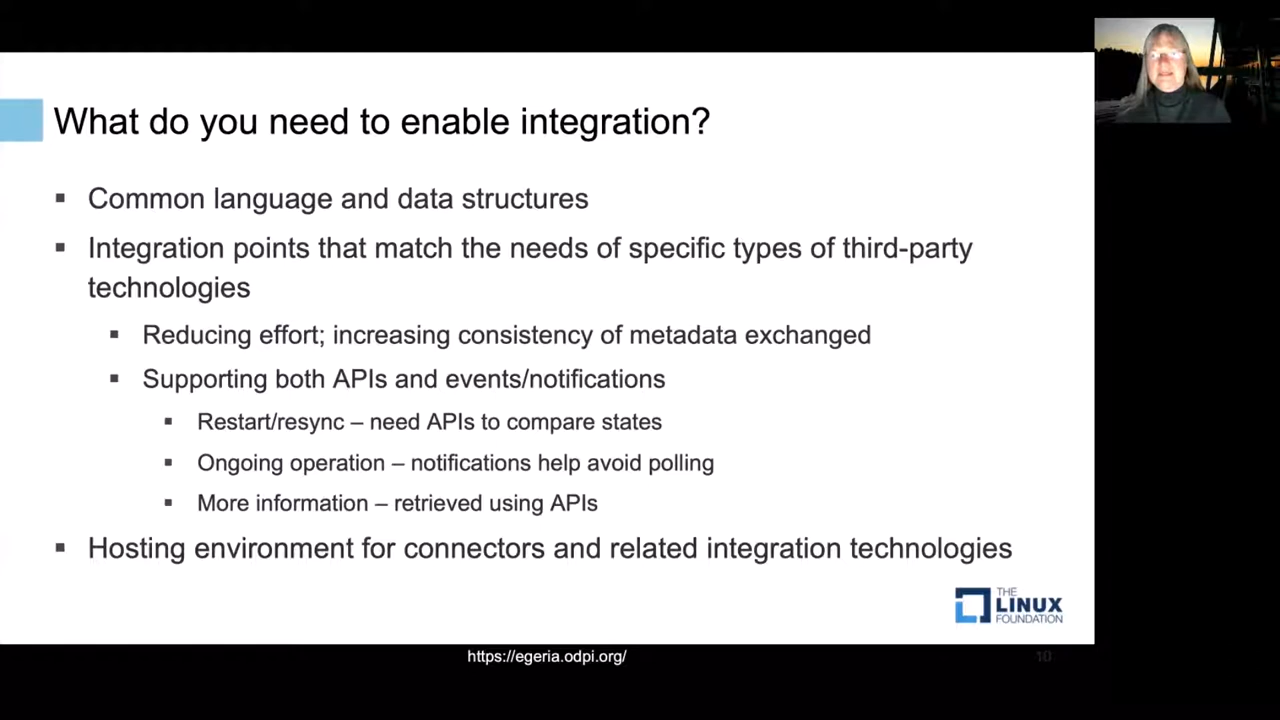 What do you need to enable integration?
▪ Common language and data structures
▪ Integration points that match the needs of specific types of third-party
technologies
▪ Reducing effort; increasing consistency of metadata exchanged
▪ Supporting both APIs and events/notifications
▪ Restart/resync – need APIs to compare states
▪ Ongoing operation – notifications help avoid polling
▪ More information – retrieved using APIs
▪ Hosting environment for connectors and related integration technologies
THE
LINUX
FOUNDATION
https://egeria.odpi.org/
10